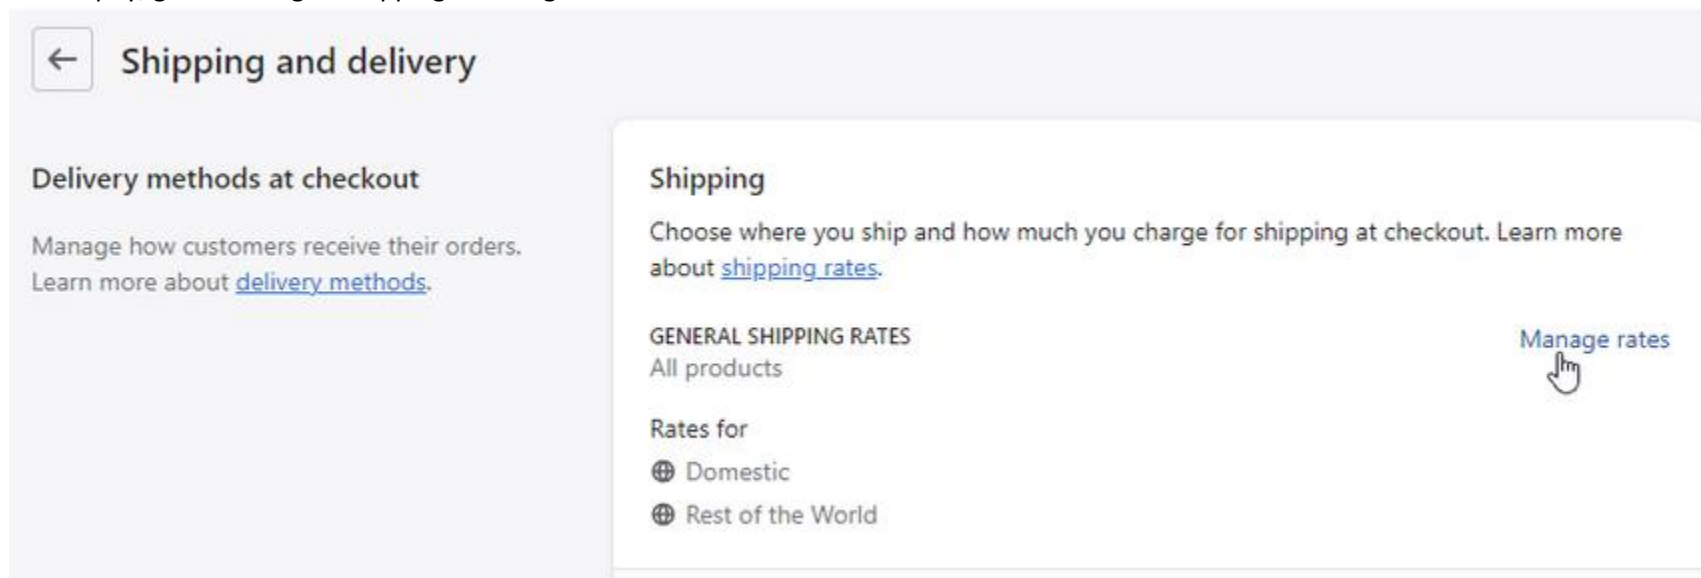 Shipping and delivery
Delivery methods at checkout
Manage how customers receive their orders.
Learn more about delivery methods.
Shipping
Choose where you ship and how much you charge for shipping at checkout. Learn more
about shipping rates.
GENERAL SHIPPING RATES
Manage rates
All products
Rates for
Domestic
Rest of the World